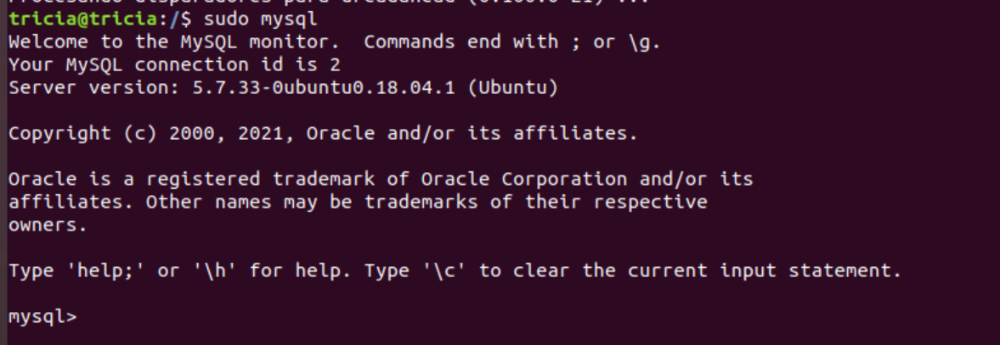 tricia@tricia:/$ sudo mysql
Welcome to the MySQL monitor.  Commands end with ; or \g.
Your MySQL connection id is 2
Server version: 5.7.33-0ubuntu0.18.04.1 (Ubuntu)
Copyright (c) 2000, 2021, Oracle and/or its affiliates.
Oracle is a registered trademark of Oracle Corporation and/or its
affiliates. Other names may be trademarks of their respective
owners.
Type 'help;' or '\h' for help. Type '\c' to clear the current input statement.
mysql>